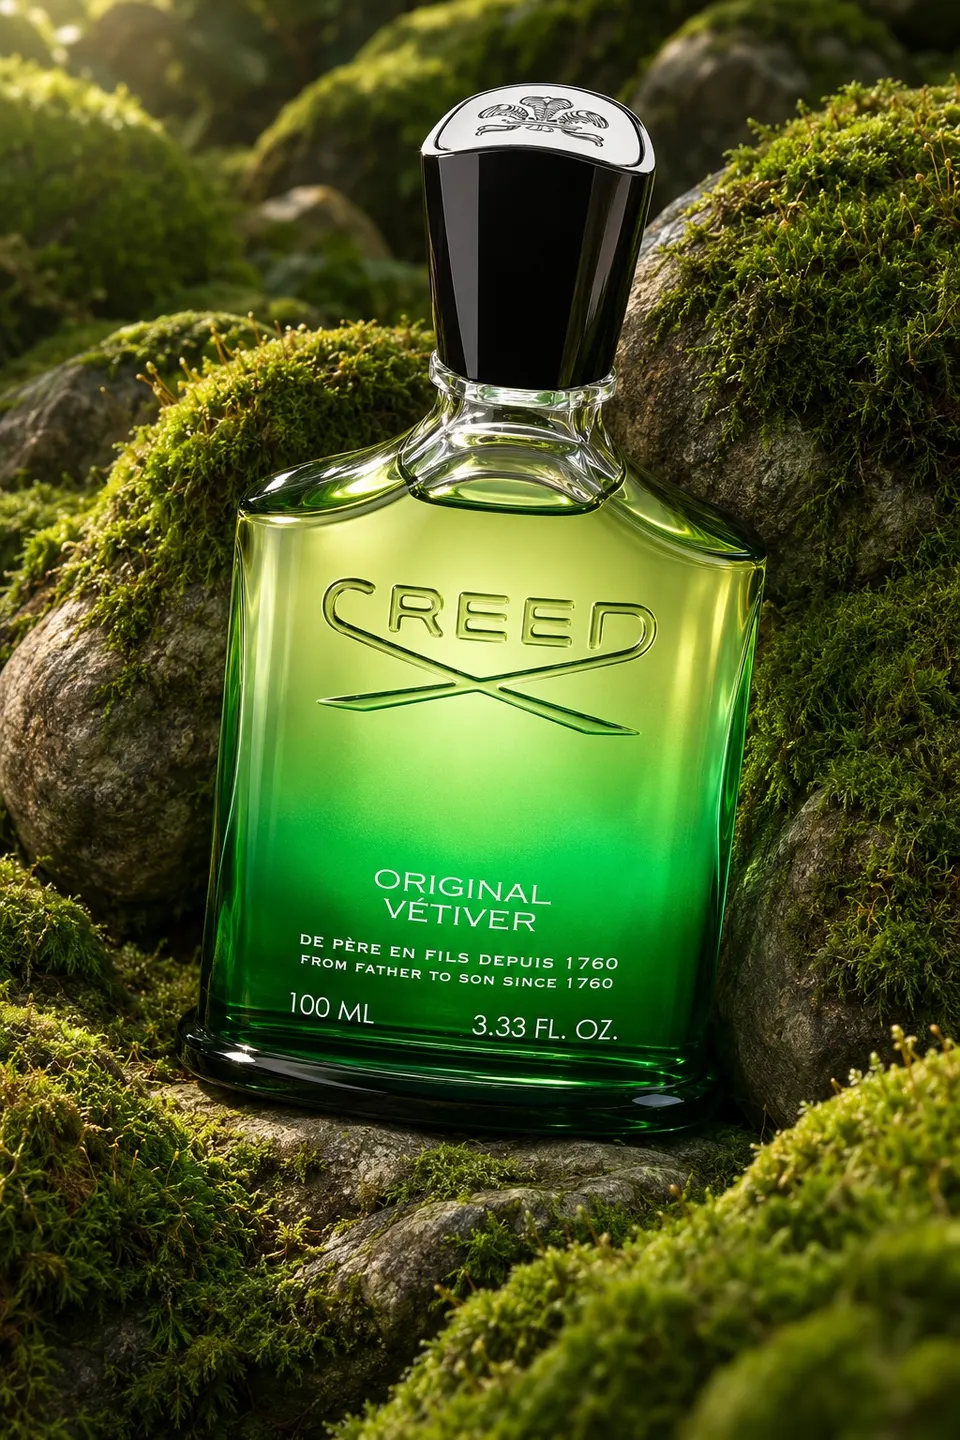 CREED
ORIGINAL
VÉTIVER
DE PÈRE EN FILS DEPUIS 1760
FROM FATHER TO SON SINCE 1760
100 ML 3.33 FL. OZ.